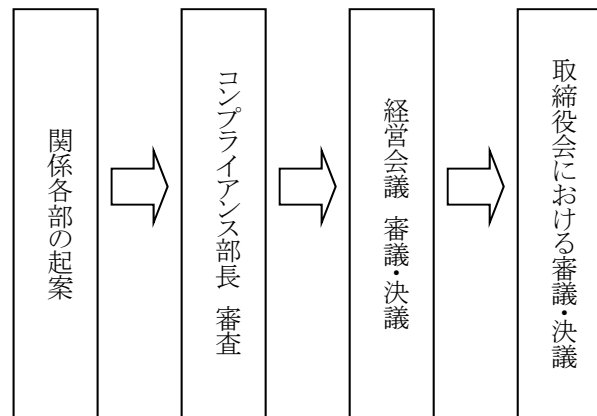 関係各部の起案
コンプライアンス部長 審査
経営会議 審議・決議
取締役会における審議・決議